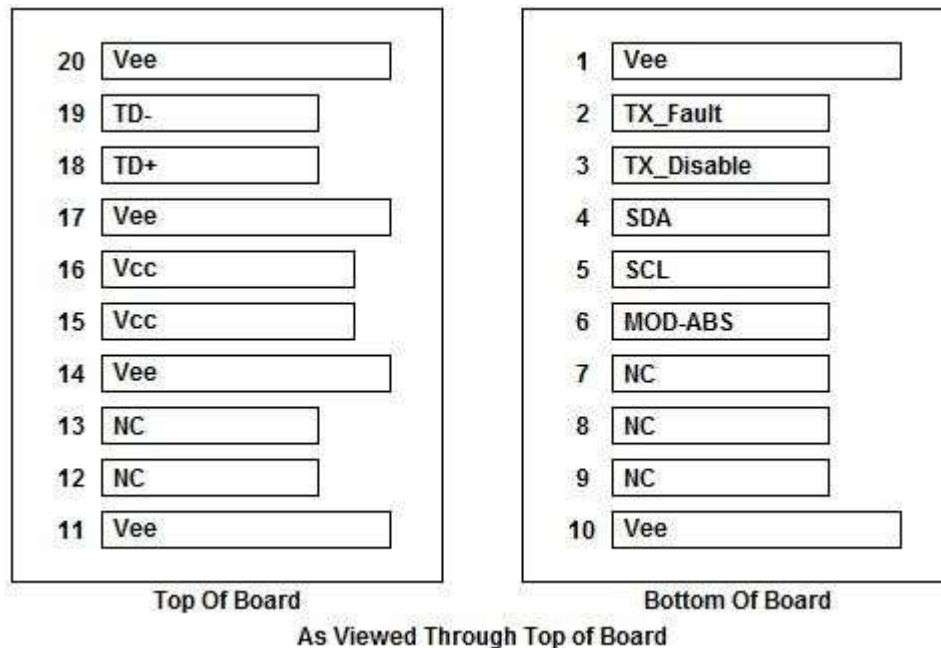 20 Vee
19 TD-
18 TD+
17 Vee
16 Vcc
15 Vcc
14 Vee
13 NC
12 NC
11 Vee
Top Of Board
1 Vee
2 TX_Fault
3 TX_Disable
4 SDA
5 SCL
6 MOD-ABS
7 NC
8 NC
9 NC
10 Vee
Bottom Of Board
As Viewed Through Top of Board